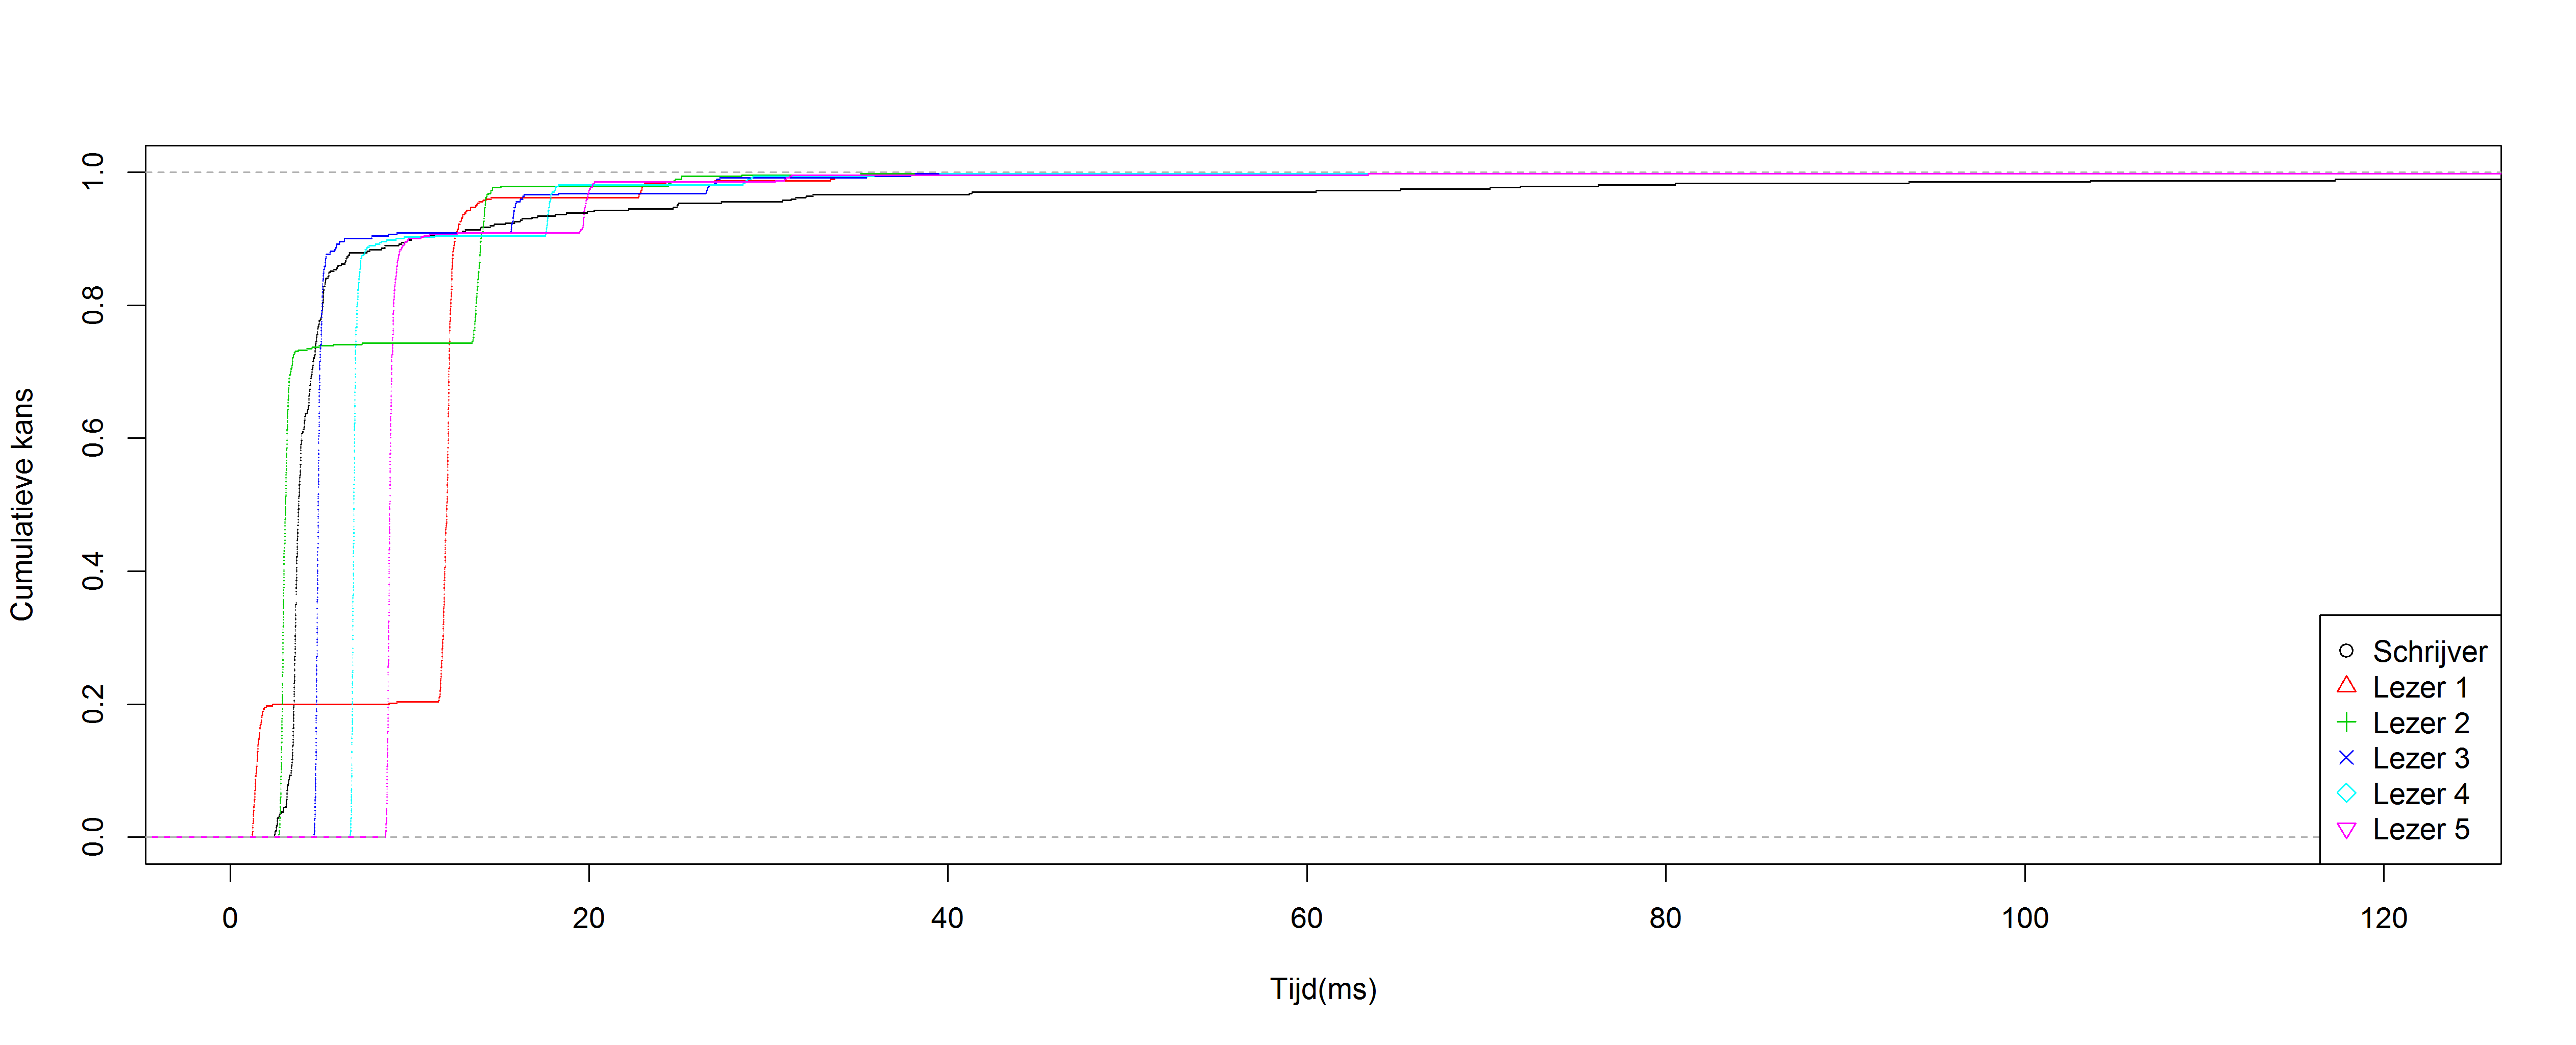 Cumulatieve kans
1.0
0.8
0.6
0.4
0.2
0.0
0 20 40 60 80 100 120
Tijd(ms)
Schrijver
Lezer 1
Lezer 2
Lezer 3
Lezer 4
Lezer 5